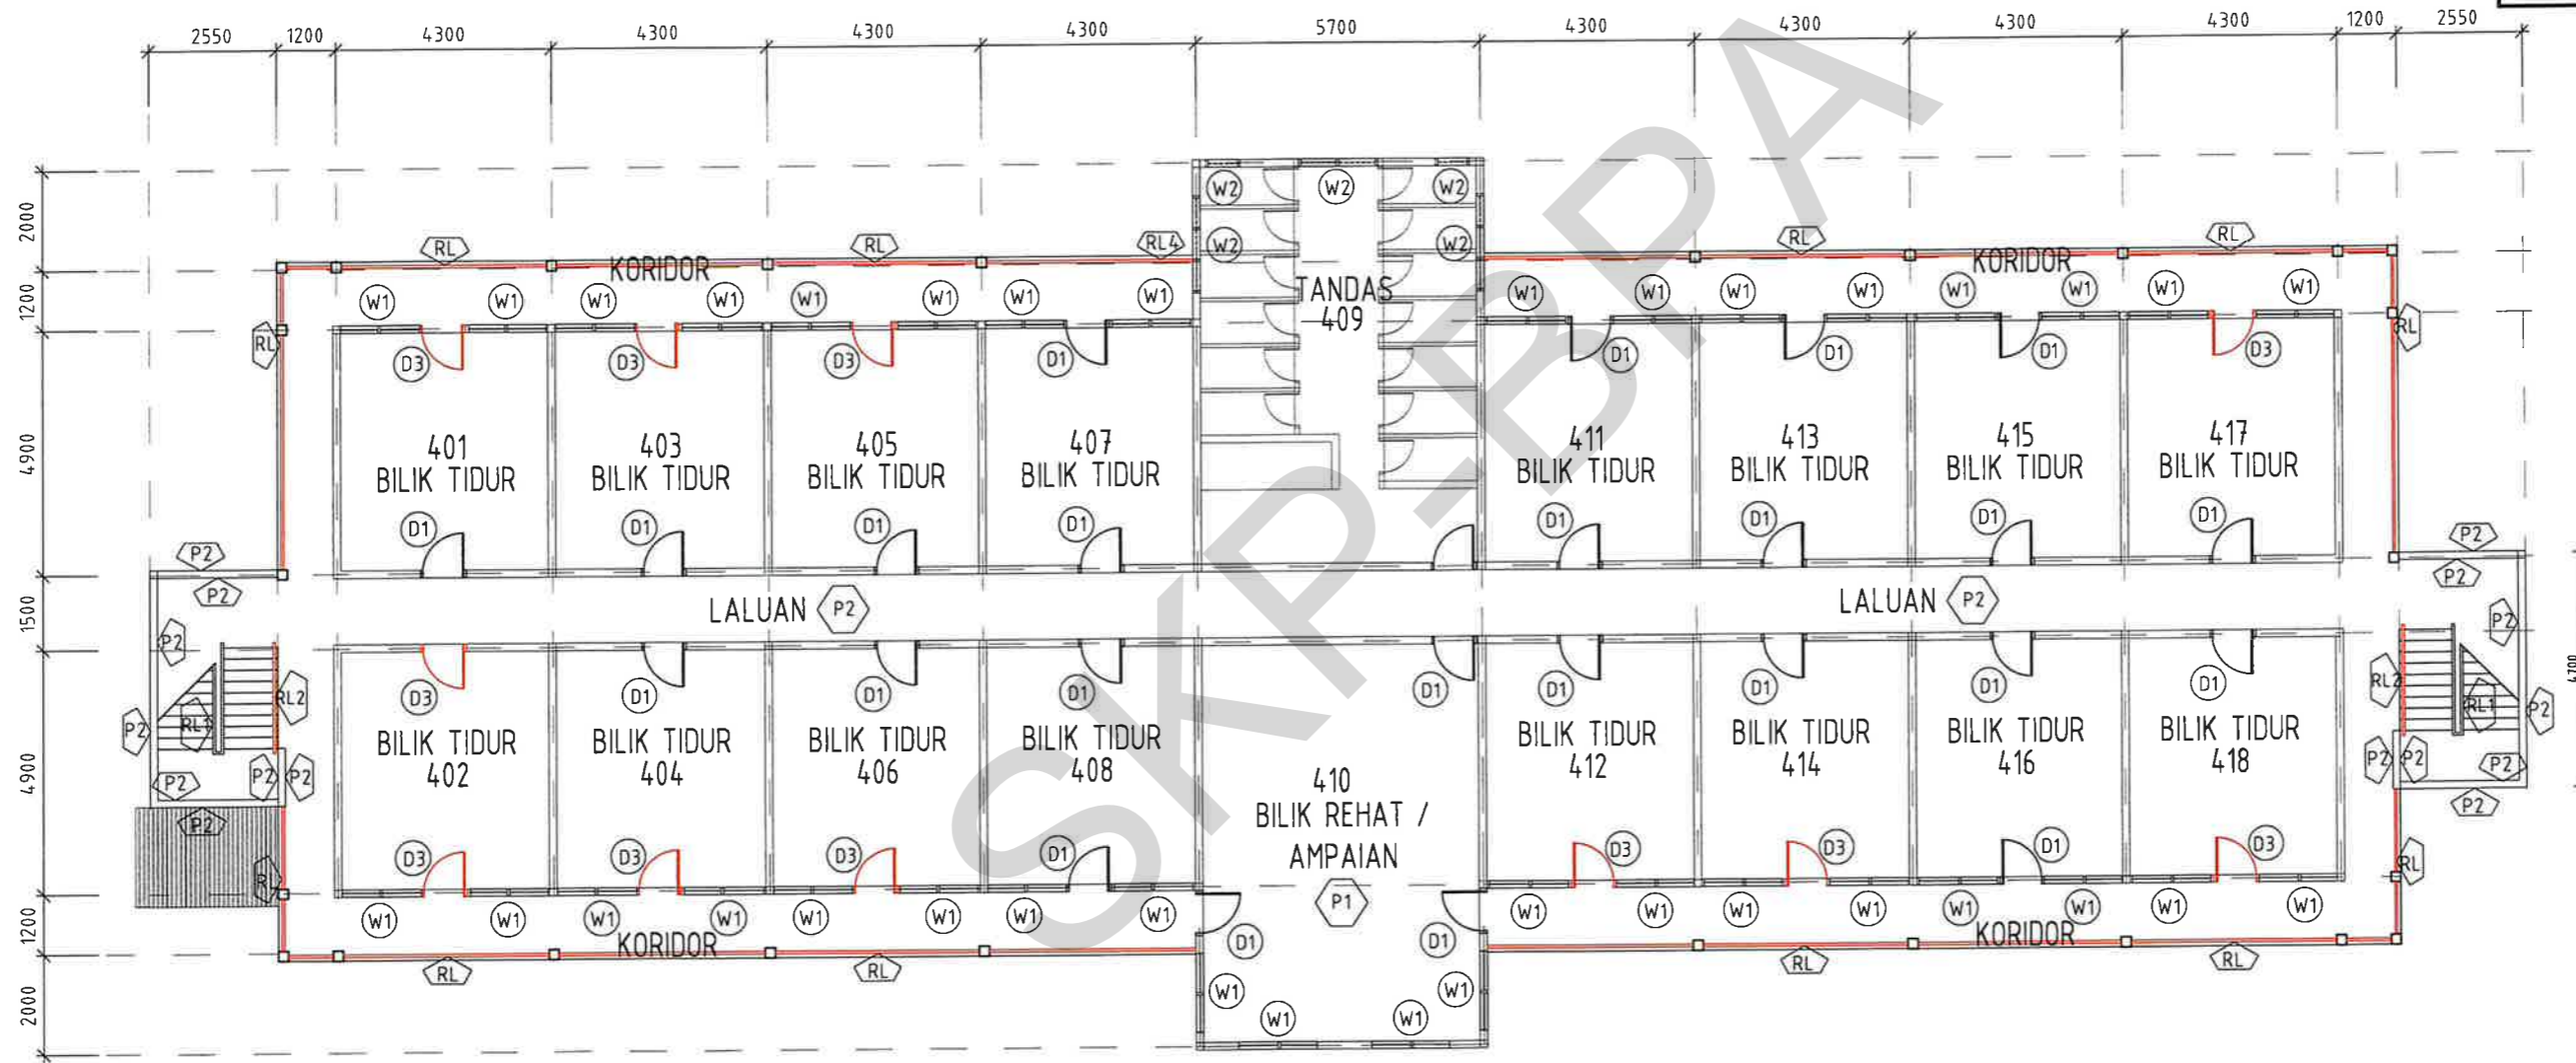 2550 1200 4300 4300 4300 4300 5700 4300 4300 4300 4300 1200 2550
2000
1200
4900
1500
4900
1200
2000
4700
W2 W2 W2
RL KORIDOR RL RL4 W2 W2 RL KORIDOR RL
W1 W1 W1 W1 W1 W1 W1 W1 TANDAS W1 W1 W1 W1 W1 W1 W1 W1
409
RL D3 D3 D3 D1 D1 D1 D1 D3 RL
401 403 405 407 411 413 415 417
BILIK TIDUR BILIK TIDUR BILIK TIDUR BILIK TIDUR BILIK TIDUR BILIK TIDUR BILIK TIDUR BILIK TIDUR
D1 D1 D1 D1 D1 D1 D1 D1
P2 P2
P2 P2
LALUAN P2 LALUAN P2
P2 P2
RL2 D3 D1 D1 D1 D1 D1 D1 D1 D1 RL2
P2 RL1 RL1 P2
BILIK TIDUR BILIK TIDUR BILIK TIDUR BILIK TIDUR BILIK TIDUR BILIK TIDUR BILIK TIDUR BILIK TIDUR
402 404 406 408 412 414 416 418
P2 P2 P2 P2 P2 P2
410
BILIK REHAT /
AMPAIAN
P2 P2
RL D3 D3 D3 D1 D3 D3 D1 D3 RL
P1
W1 W1 W1 W1 W1 W1 W1 W1 W1 W1 W1 W1 W1 W1 W1 W1
KORIDOR D1 D1 KORIDOR
RL RL RL RL
W1 W1
W1 W1
SKP-BPA